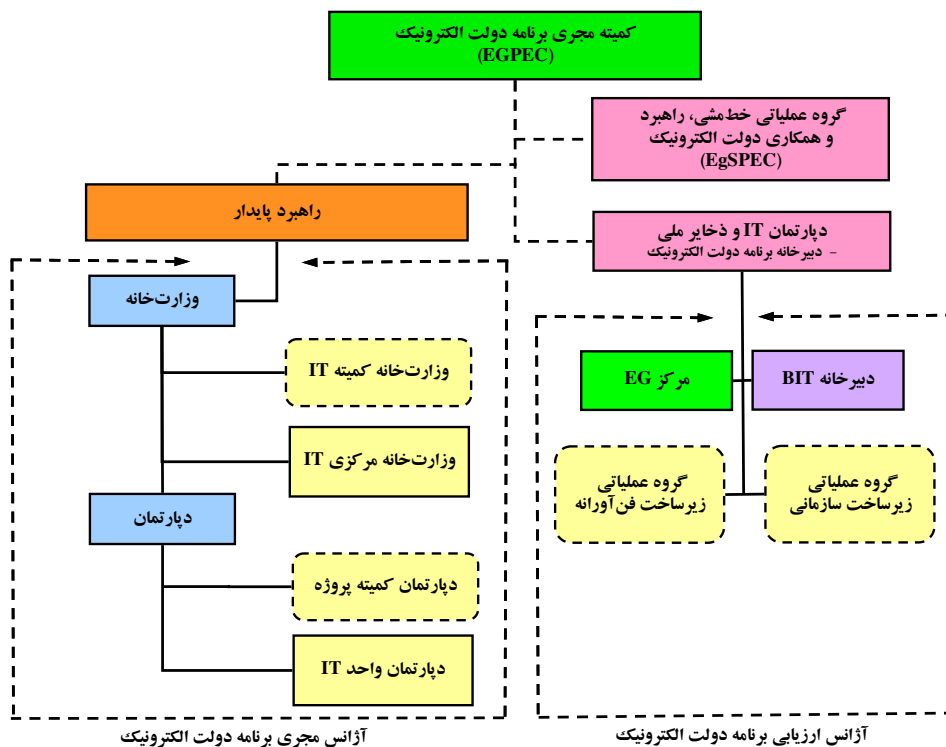 کمیته مجری برنامه دولت الکترونیک
(EGPEC)
گروه عملیاتی خط‌مشی، راهبرد
و همکاری دولت الکترونیک
(EgSPEC)
راهبرد پایدار
دپارتمان IT و ذخایر ملی
- دبیرخانه برنامه دولت الکترونیک
وزارت‌خانه
وزارت‌خانه کمیته IT
مرکز EG
دبیرخانه BIT
وزارت‌خانه مرکزی IT
گروه عملیاتی
زیرساخت فن‌آورانه
گروه عملیاتی
زیرساخت سازمانی
دپارتمان
دپارتمان کمیته پروژه
دپارتمان واحد IT
آژانس مجری برنامه دولت الکترونیک
آژانس ارزیابی برنامه دولت الکترونیک